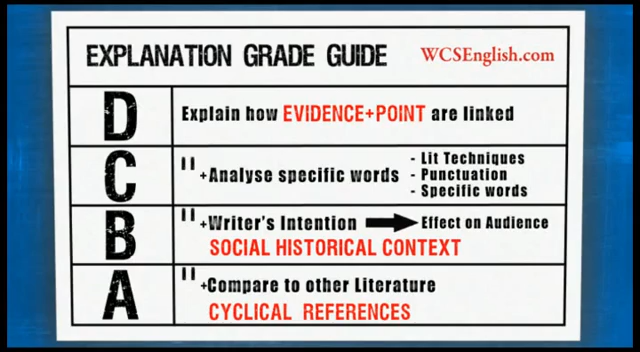 EXPLANATION GRADE GUIDE WCSEnglish.com
D Explain how EVIDENCE+POINT are linked
C " +Analyse specific words - Lit Techniques
- Punctuation
- Specific words
B " +Writer's Intention → Effect on Audience
SOCIAL HISTORICAL CONTEXT
A " +Compare to other Literature
CYCLICAL REFERENCES